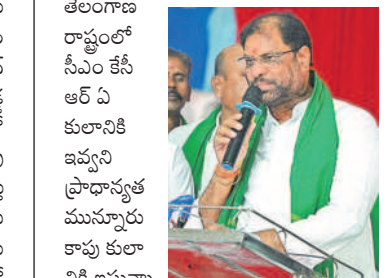 తెలంగాణ
రాష్ట్రంలో
సీఎం కేసీ
ఆర్ ఏ
కులానికి
ఇవ్వని
ప్రాధాన్యత
మున్నూరు
కాపు కులా